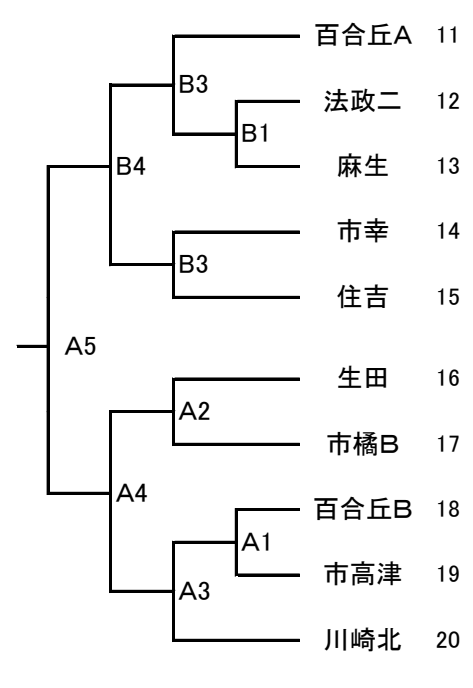 百合丘A 11
B3
法政二 12
B1
麻生 13
B4
市幸 14
B3
住吉 15
A5
生田 16
A2
市橘B 17
A4
百合丘B 18
A1
市高津 19
A3
川崎北 20